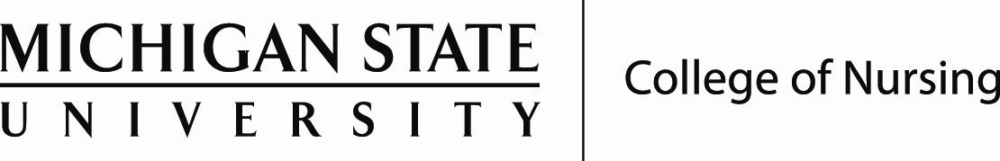 MICHIGAN STATE
UNIVERSITY
College of Nursing